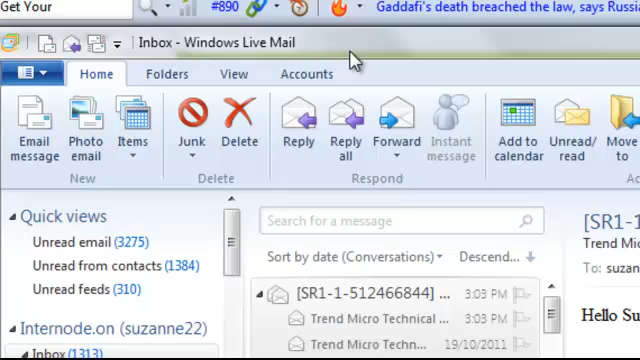 Get Your #890 Gaddafi's death breached the law, says Russia
Inbox - Windows Live Mail
Home Folders View Accounts
Email message Photo email Items Junk Delete Reply Reply all Forward Instant message Add to calendar Unread/ read Move to
New Delete Respond
Quick views
Unread email (3275)
Unread from contacts (1384)
Unread feeds (310)
Internode.on (suzanne22)
Inbox (1313)
Search for a message
Sort by date (Conversations) Descend...
[SR1-1-512466844] ... 3:03 PM
Trend Micro Technical ... 3:03 PM
Trend Micro Techn... 19/10/2011
[SR1-1
Trend Micro
To: suzan
Hello Su